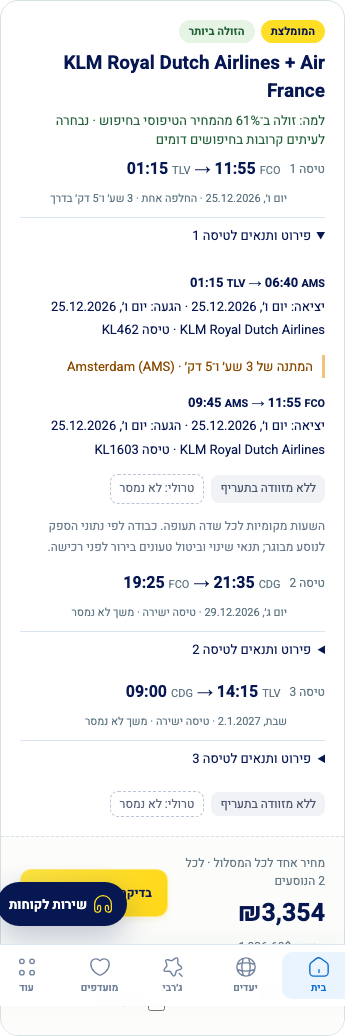 המומלצת
הזולה ביותר
KLM Royal Dutch Airlines + Air
France
למה: זולה ב־61% מהמחיר הטיפוסי בחיפוש · נבחרה
לעיתים קרובות בחיפושים דומים
טיסה 1 01:15 TLV → 11:55 FCO
יום ו׳, 25.12.2026 · החלפה אחת · 3 שע׳ ו־5 דק׳ בדרך
▼ פירוט ותנאים לטיסה 1
01:15 TLV → 06:40 AMS
יציאה: יום ו׳, 25.12.2026 · הגעה: יום ו׳, 25.12.2026
KLM Royal Dutch Airlines · טיסה KL462
המתנה של 3 שע׳ ו־5 דק׳ · Amsterdam (AMS)
09:45 AMS → 11:55 FCO
יציאה: יום ו׳, 25.12.2026 · הגעה: יום ו׳, 25.12.2026
KLM Royal Dutch Airlines · טיסה KL1603
ללא מזוודה בתעריף
טרולי: לא נמסר
השעות מקומיות לכל שדה תעופה. כבודה לפי נתוני הספק
לנוסע מבוגר; תנאי שינוי וביטול טעונים בירור לפני רכישה.
טיסה 2 19:25 FCO → 21:35 CDG
יום ג׳, 29.12.2026 · טיסה ישירה · משך לא נמסר
◀ פירוט ותנאים לטיסה 2
טיסה 3 09:00 CDG → 14:15 TLV
שבת, 2.1.2027 · טיסה ישירה · משך לא נמסר
◀ פירוט ותנאים לטיסה 3
ללא מזוודה בתעריף
טרולי: לא נמסר
מחיר אחד לכל המסלול · לכל
2 הנוסעים
₪3,354
שירות לקוחות
בית
יעדים
ג׳רבי
מועדפים
עוד